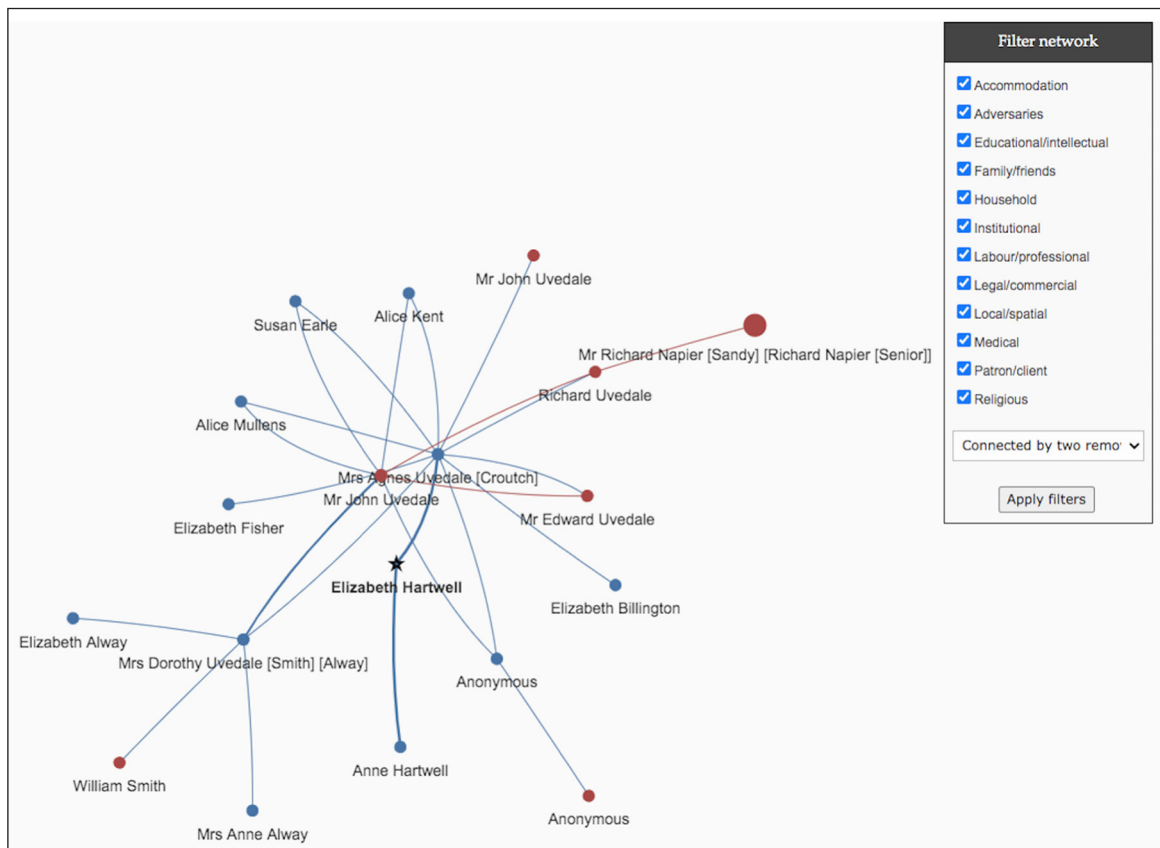 Filter network
Accommodation
Adversaries
Educational/intellectual
Family/friends
Household
Institutional
Labour/professional
Legal/commercial
Local/spatial
Medical
Patron/client
Religious
Connected by two remo
Apply filters
Mr John Uvedale
Susan Earle
Alice Kent
Mr Richard Napier [Sandy] [Richard Napier [Senior]]
Richard Uvedale
Alice Mullens
Mrs Agnes Uvedale [Croutch]
Mr John Uvedale
Mr Edward Uvedale
Elizabeth Fisher
Elizabeth Hartwell
Elizabeth Billington
Elizabeth Alway
Mrs Dorothy Uvedale [Smith] [Alway]
Anonymous
Anne Hartwell
William Smith
Anonymous
Mrs Anne Alway